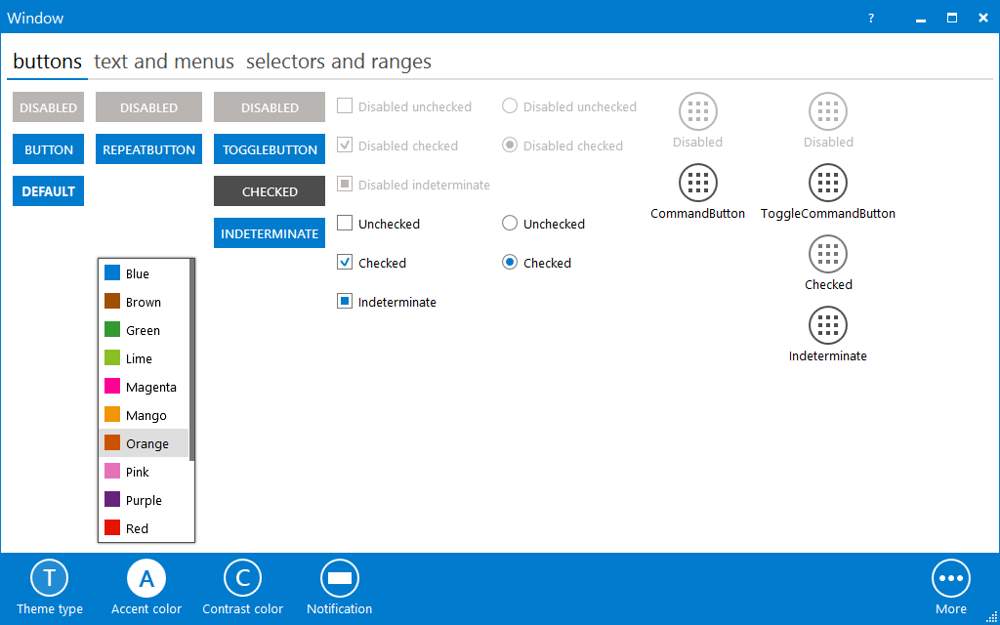 Window
?
buttons text and menus selectors and ranges
DISABLED DISABLED DISABLED Disabled unchecked Disabled unchecked
Disabled Disabled
BUTTON REPEATBUTTON TOGGLEBUTTON Disabled checked Disabled checked
DEFAULT CHECKED Disabled indeterminate
CommandButton ToggleCommandButton
INDETERMINATE Unchecked Unchecked
Checked Checked
Checked
Indeterminate
Indeterminate
Blue
Brown
Green
Lime
Magenta
Mango
Orange
Pink
Purple
Red
T A C
Theme type Accent color Contrast color Notification More